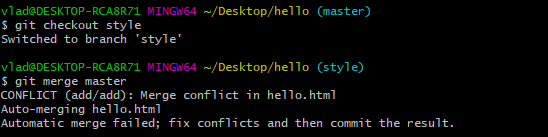 vlad@DESKTOP-RCA8R71 MINGW64 ~/Desktop/hello (master)
$ git checkout style
Switched to branch 'style'
vlad@DESKTOP-RCA8R71 MINGW64 ~/Desktop/hello (style)
$ git merge master
CONFLICT (add/add): Merge conflict in hello.html
Auto-merging hello.html
Automatic merge failed; fix conflicts and then commit the result.